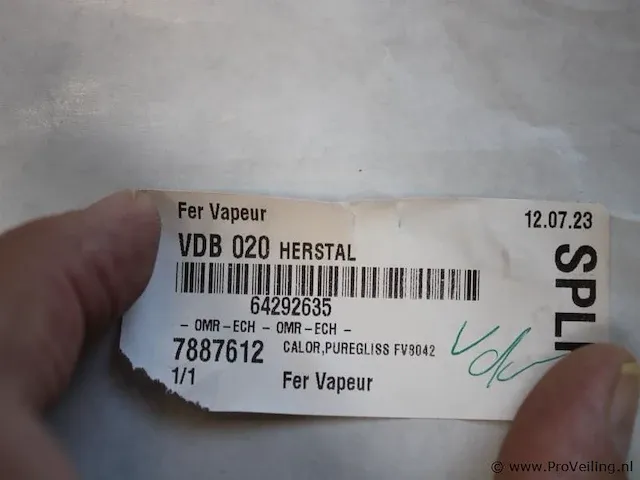 Fer Vapeur
12.07.23
VDB 020 HERSTAL
64292635
- OMR-ECH - OMR-ECH -
7887612 CALOR,PUREGLISS FV8042
1/1 Fer Vapeur
SPL
© www.ProVeiling.nl